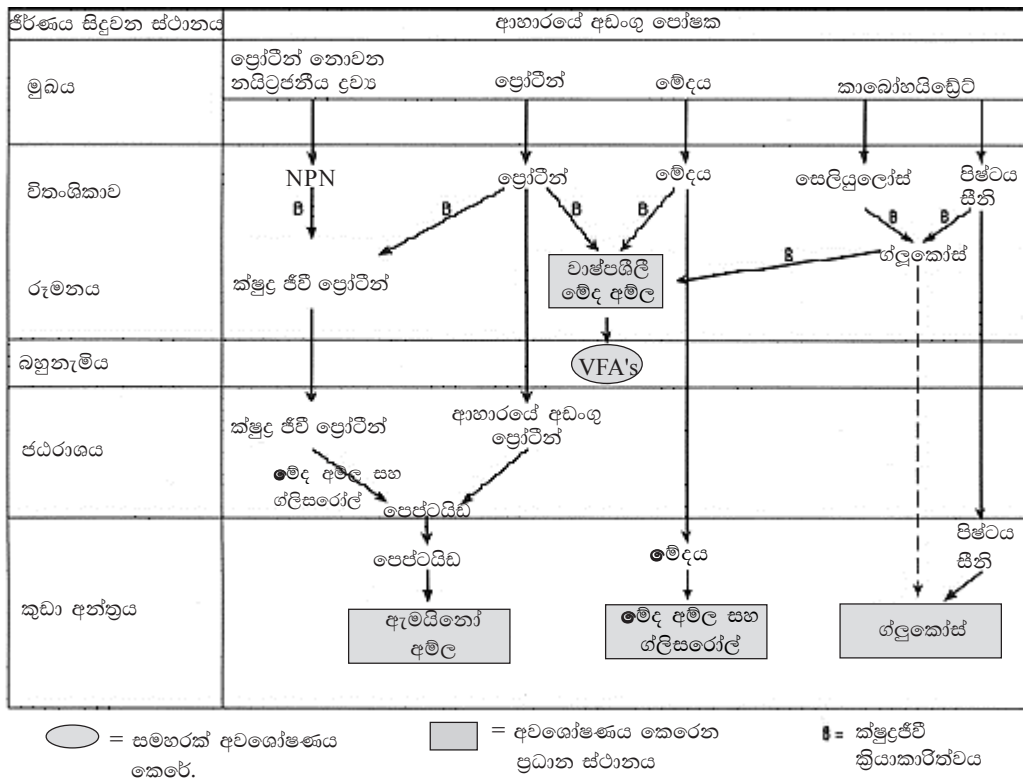 ජීර්ණය සිදුවන ස්ථානය
ආහාරයේ අඩංගු පෝෂක
මුඛය
ප්‍රෝටීන් නොවන
නයිට්‍රජනීය ද්‍රව්‍ය
ප්‍රෝටීන්
මේදය
කාබෝහයිඩ්‍රේට
විතංශිකාව
NPN
ප්‍රෝටීන්
මේදය
සෙලියුලෝස්
පිෂ්ටය
සීනි
B
B
B
B
B
B
රූමනය
ක්ෂුද්‍ර ජීවී ප්‍රෝටීන්
වාෂ්පශීලී
මේද අම්ල
B
ග්ලූකෝස්
බහුනැමිය
VFA's
ජඨරාශය
ක්ෂුද්‍ර ජීවී ප්‍රෝටීන්
ආහාරයේ අඩංගු
ප්‍රෝටීන්
මේද අම්ල සහ
ග්ලිසරෝල්
පෙප්ටයිඩ
කුඩා අන්ත්‍රය
පෙප්ටයිඩ
මේදය
පිෂ්ටය
සීනි
ඇමයිනෝ
අම්ල
මේද අම්ල සහ
ග්ලිසරෝල්
ග්ලුකෝස්
= සමහරක් අවශෝෂණය
කෙරේ.
= අවශෝෂණය කෙරෙන
ප්‍රධාන ස්ථානය
B = ක්ෂුද්‍රජීවී
ක්‍රියාකාරිත්වය